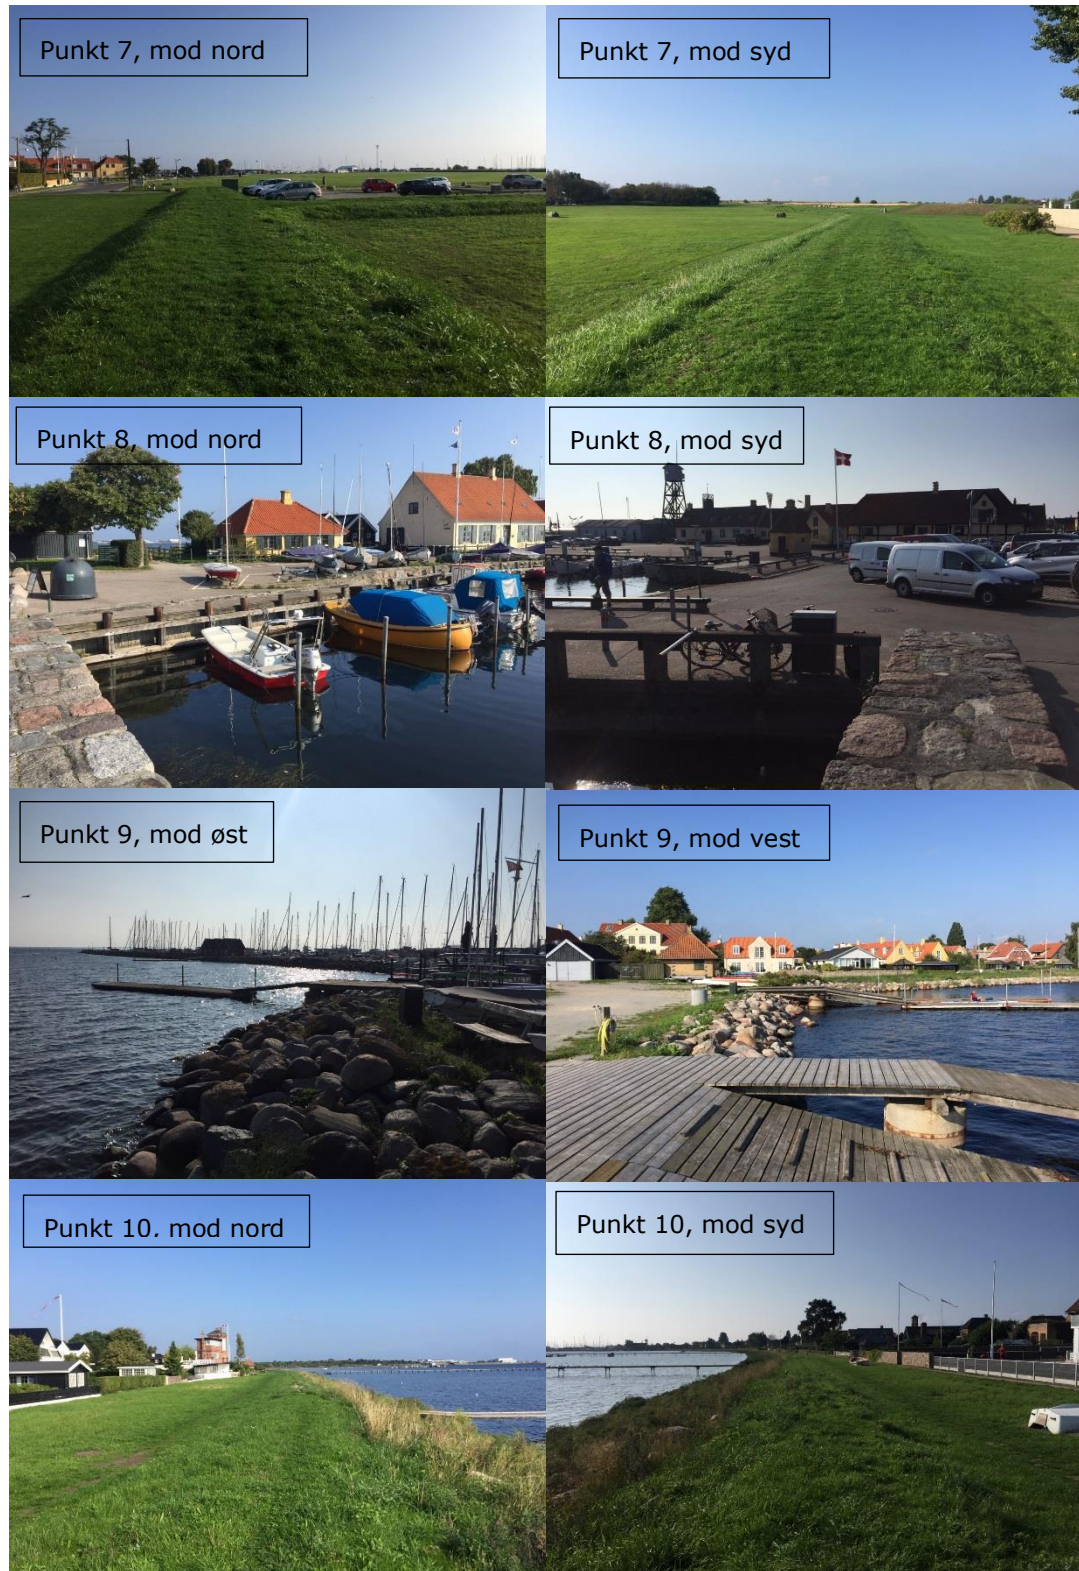 Punkt 7, mod nord
Punkt 7, mod syd
Punkt 8, mod nord
Punkt 8, mod syd
Punkt 9, mod øst
Punkt 9, mod vest
Punkt 10, mod nord
Punkt 10, mod syd